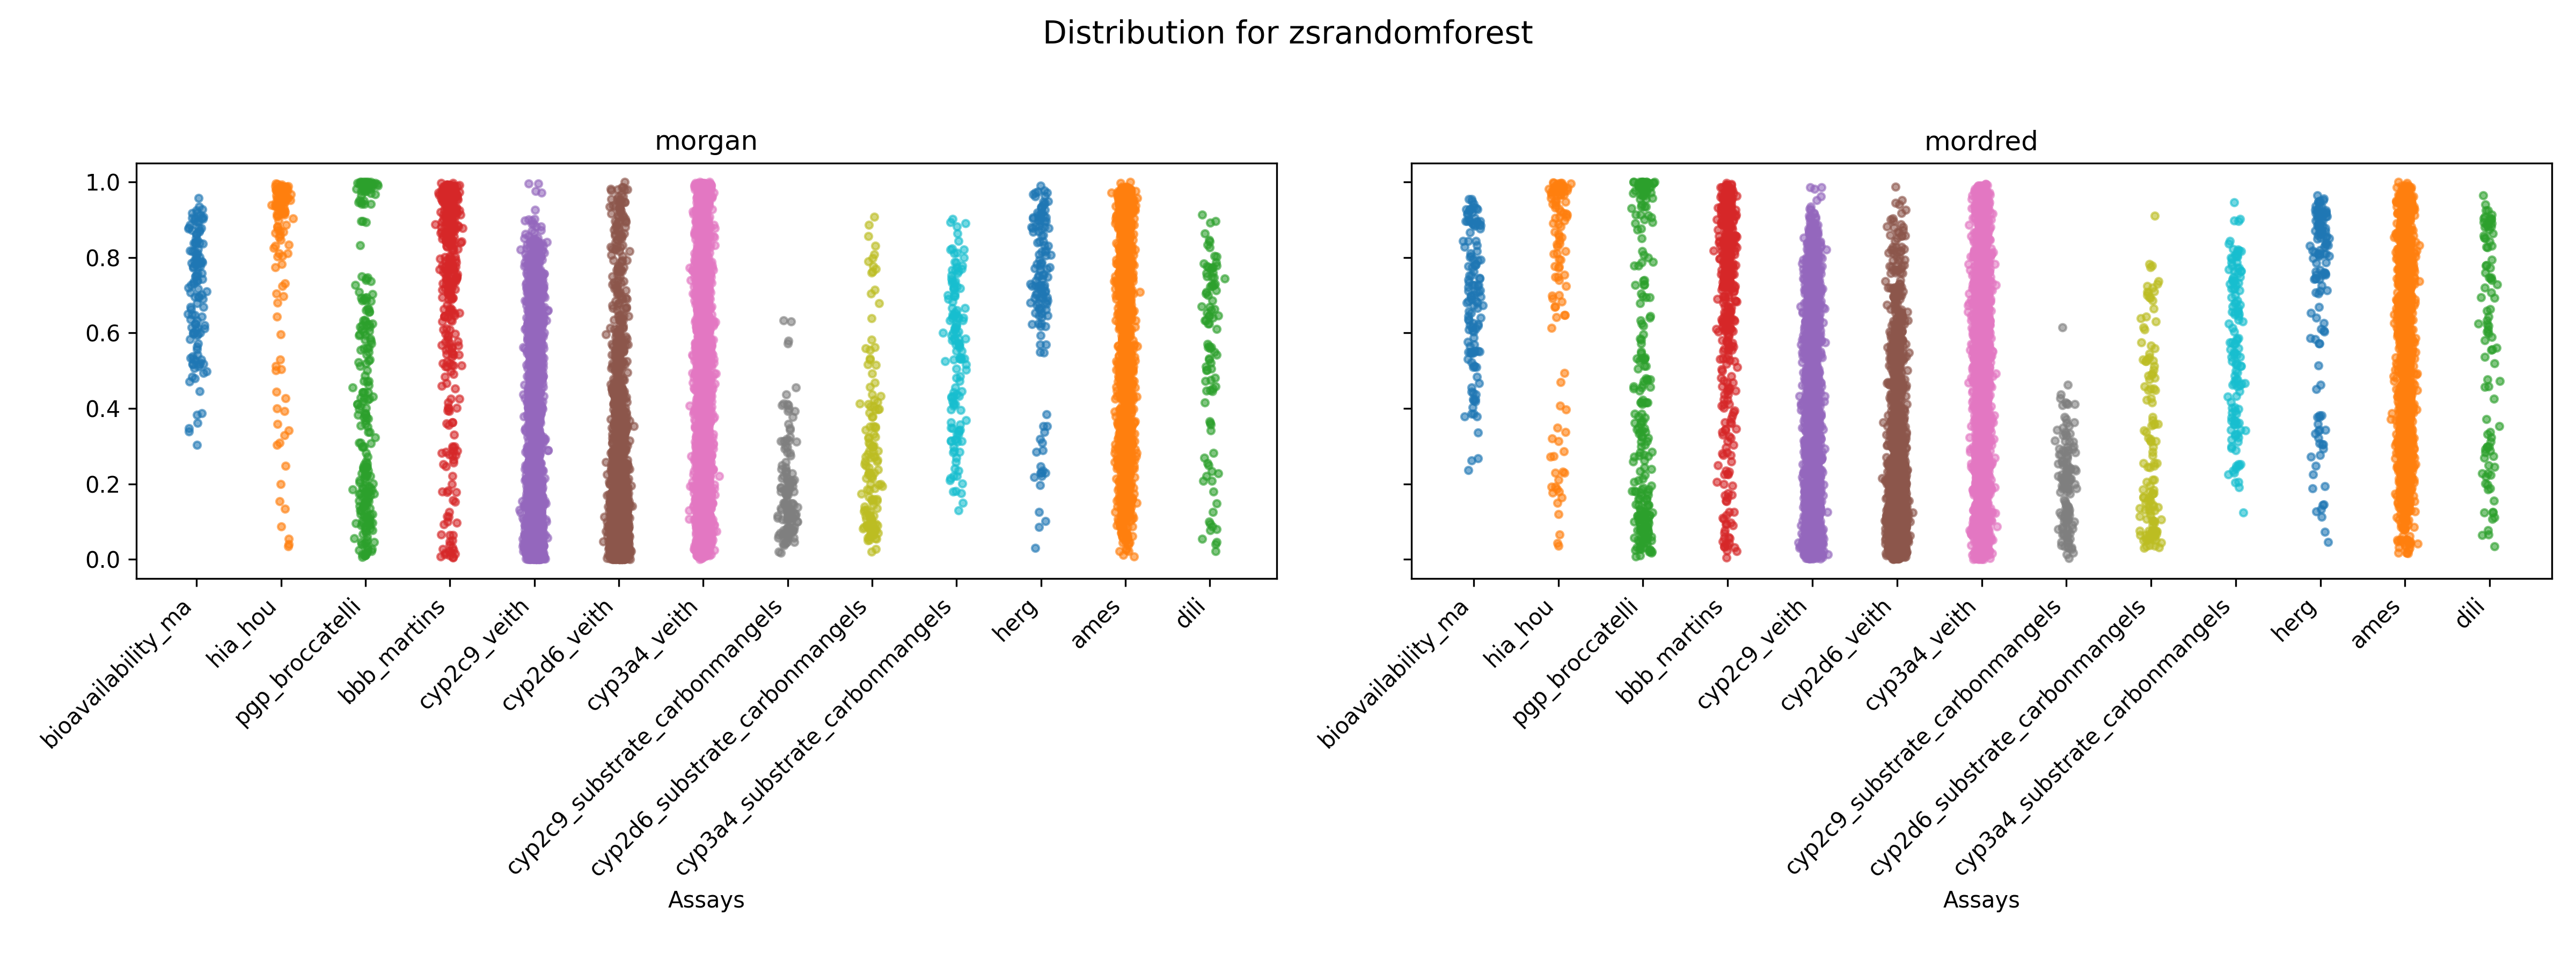 Distribution for zsrandomforest
morgan
1.0
0.8
0.6
0.4
0.2
0.0
bioavailability_ma
hia_hou
pgp_broccatelli
bbb_martins
cyp2c9_veith
cyp2d6_veith
cyp3a4_veith
cyp2c9_substrate_carbonmangels
cyp2d6_substrate_carbonmangels
cyp3a4_substrate_carbonmangels
herg
ames
dili
Assays
mordred
bioavailability_ma
hia_hou
pgp_broccatelli
bbb_martins
cyp2c9_veith
cyp2d6_veith
cyp3a4_veith
cyp2c9_substrate_carbonmangels
cyp2d6_substrate_carbonmangels
cyp3a4_substrate_carbonmangels
herg
ames
dili
Assays